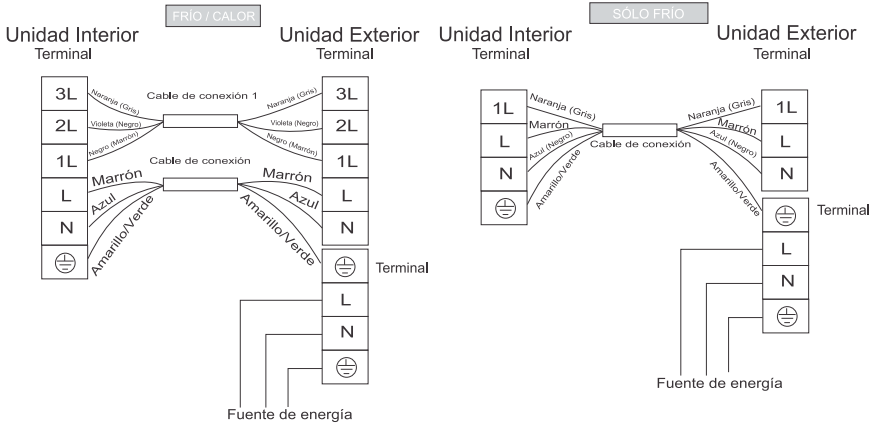 FRÍO / CALOR
Unidad Interior
Terminal
Unidad Exterior
Terminal
3L
Naranja (Gris)
Cable de conexión 1
Naranja (Gris)
3L
2L
Violeta (Negro)
Violeta (Negro)
2L
1L
Negro (Marrón)
Negro (Marrón)
1L
Cable de conexión
L
Marrón
Marrón
L
N
Azul
Azul
N
Amarillo/Verde
Amarillo/Verde
Terminal
L
N
Fuente de energía
SÓLO FRÍO
Unidad Interior
Terminal
Unidad Exterior
Terminal
1L
Naranja (Gris)
Naranja (Gris)
1L
L
Marrón
Marrón
L
N
Azul (Negro)
Cable de conexión
Azul (Negro)
N
Amarillo/Verde
Amarillo/Verde
Terminal
L
N
Fuente de energía